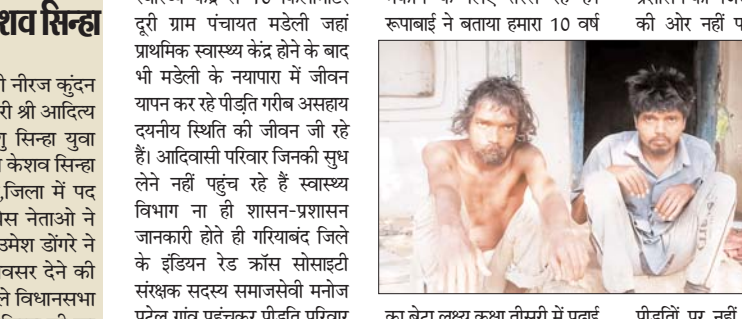 शव सिन्हा
ी नीरज कुंदन
री श्री आदित्य
शु सिन्हा युवा
केशव सिन्हा
,जिला में पद
ेस नेताओ ने
उमेश डोंगरे ने
वसर देने की
ले विधानसभा
दूरी ग्राम पंचायत मडेली जहां
प्राथमिक स्वास्थ्य केंद्र होने के बाद
भी मडेली के नयापारा में जीवन
यापन कर रहे पीड़ति गरीब असहाय
दयनीय स्थिति की जीवन जी रहे
हैं। आदिवासी परिवार जिनकी सुध
लेने नहीं पहुंच रहे हैं स्वास्थ्य
विभाग ना ही शासन-प्रशासन
जानकारी होते ही गरियाबंद जिले
के इंडियन रेड क्रॉस सोसाइटी
संरक्षक सदस्य समाजसेवी मनोज
पटेल गांव पहुंचकर पीड़ति परिवार
रूपाबाई ने बताया हमारा 10 वर्ष
का बेटा लक्ष्य कक्षा तीसरी में पढ़ाई
की ओर नहीं प
पीड़तिों पर नहीं